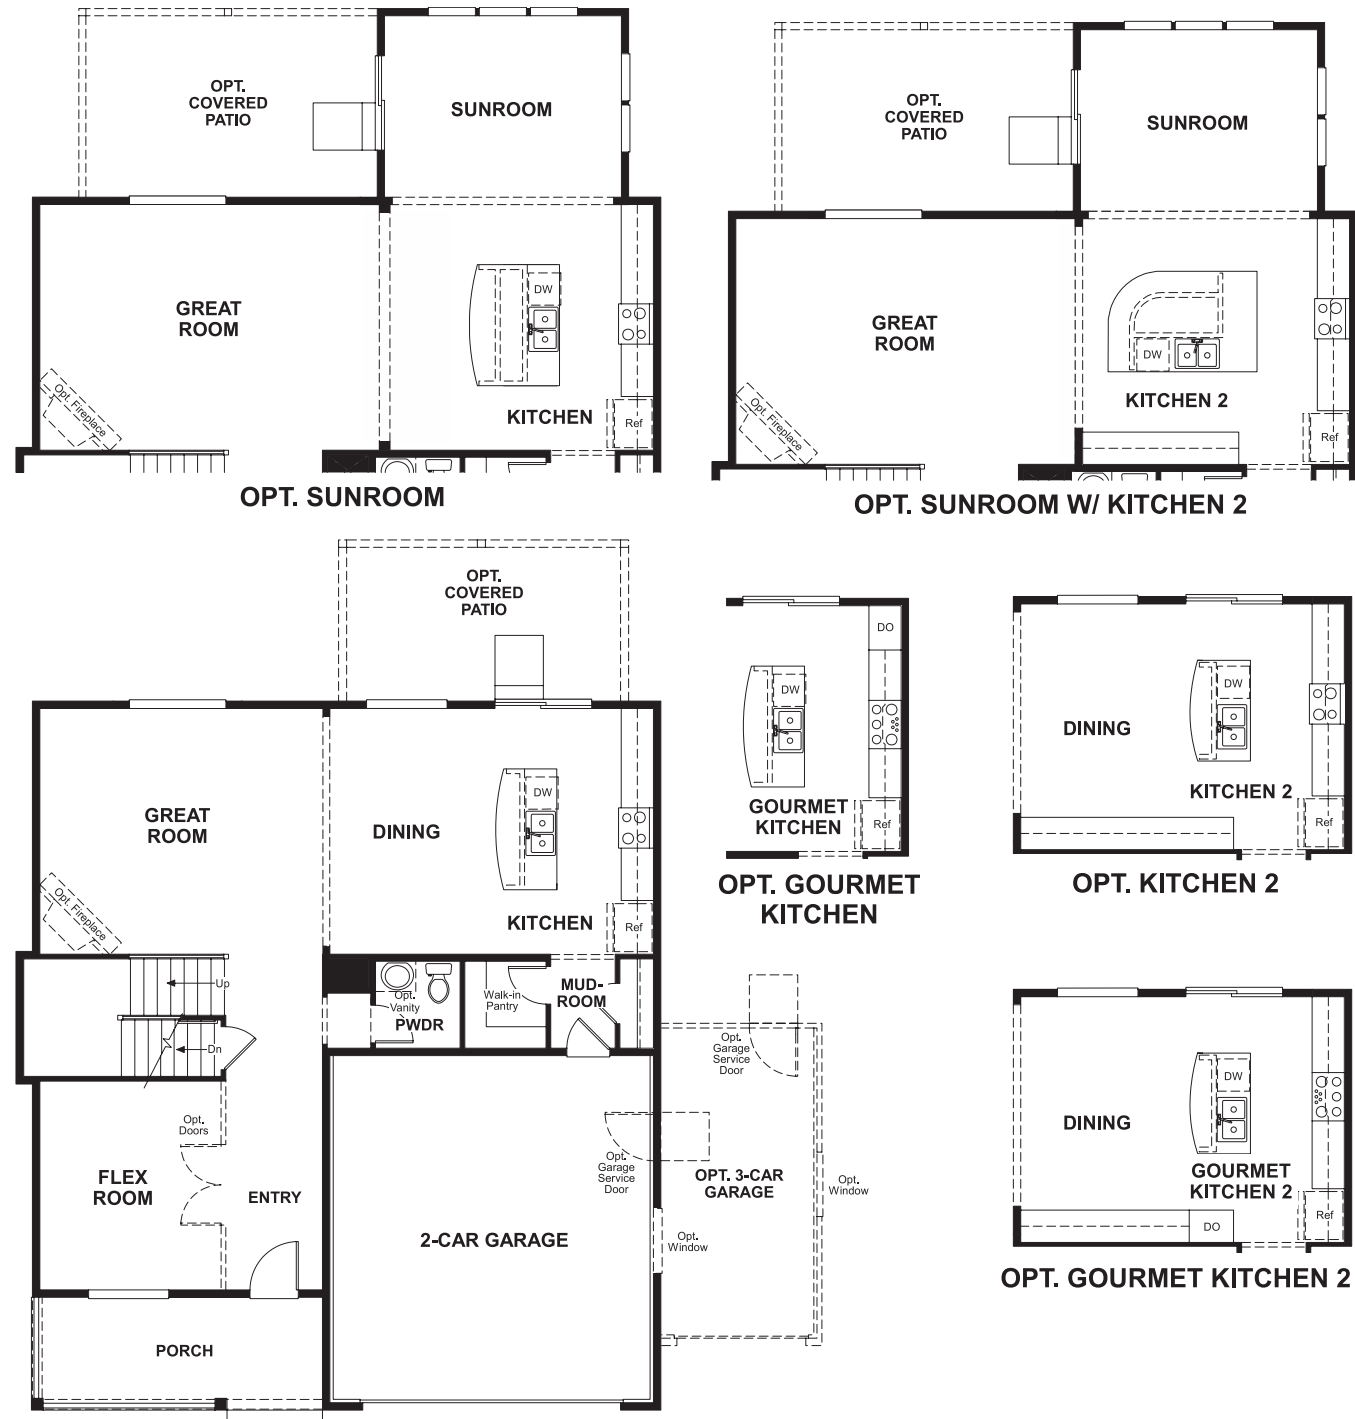 OPT.
COVERED
PATIO
SUNROOM
GREAT
ROOM
DW
Opt. Fireplace
KITCHEN
Ref
OPT. SUNROOM
OPT.
COVERED
PATIO
SUNROOM
GREAT
ROOM
DW
KITCHEN 2
Opt. Fireplace
Ref
OPT. SUNROOM W/ KITCHEN 2
OPT.
COVERED
PATIO
GREAT
ROOM
DINING
DW
Opt. Fireplace
KITCHEN
Ref
Up
Dn
Opt.
Vanity
PWDR
Walk-in
Pantry
MUD-
ROOM
Opt.
Doors
FLEX
ROOM
ENTRY
2-CAR GARAGE
Opt.
Garage
Service
Door
Opt.
Garage
Service
Door
OPT. 3-CAR
GARAGE
Opt.
Window
Opt.
Window
PORCH
DO
DW
GOURMET
KITCHEN
Ref
OPT. GOURMET
KITCHEN
DW
DINING
KITCHEN 2
Ref
OPT. KITCHEN 2
DW
DINING
GOURMET
KITCHEN 2
Ref
DO
OPT. GOURMET KITCHEN 2